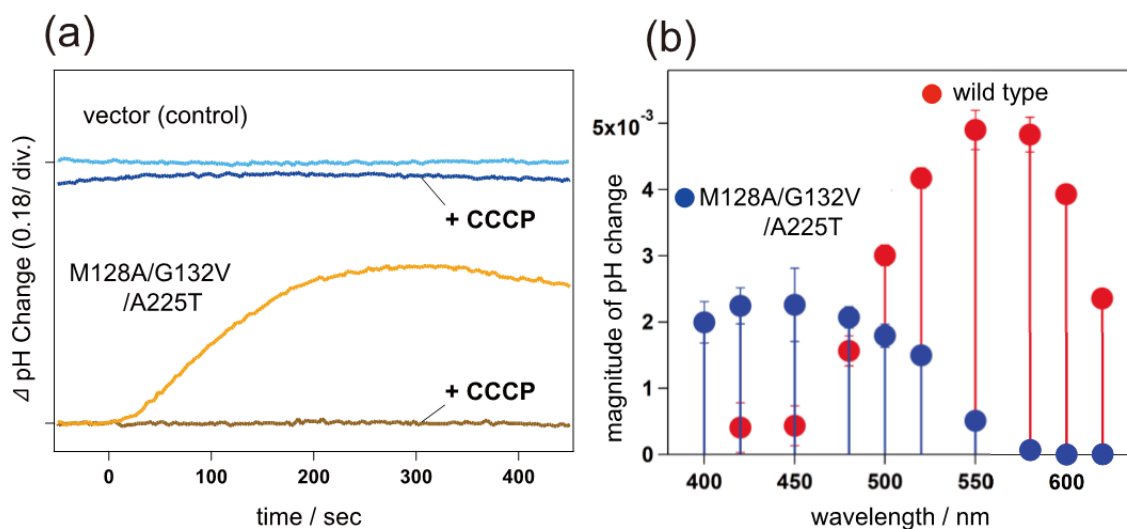 (a)
Δ pH Change (0.18/ div.)
vector (control)
+ CCCP
M128A/G132V
/A225T
+ CCCP
0
100
200
300
400
time / sec
(b)
magnitude of pH change
5x10⁻³
4
3
2
1
0
wild type
M128A/G132V
/A225T
400
450
500
550
600
wavelength / nm